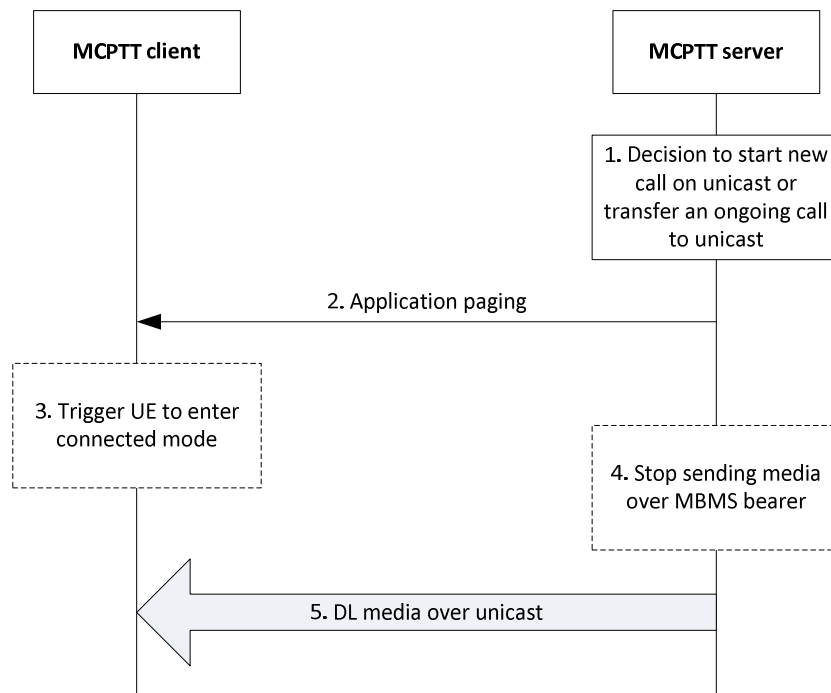 MCPTT client
MCPTT server
1. Decision to start new
call on unicast or
transfer an ongoing call
to unicast
2. Application paging
3. Trigger UE to enter
connected mode
4. Stop sending media
over MBMS bearer
5. DL media over unicast